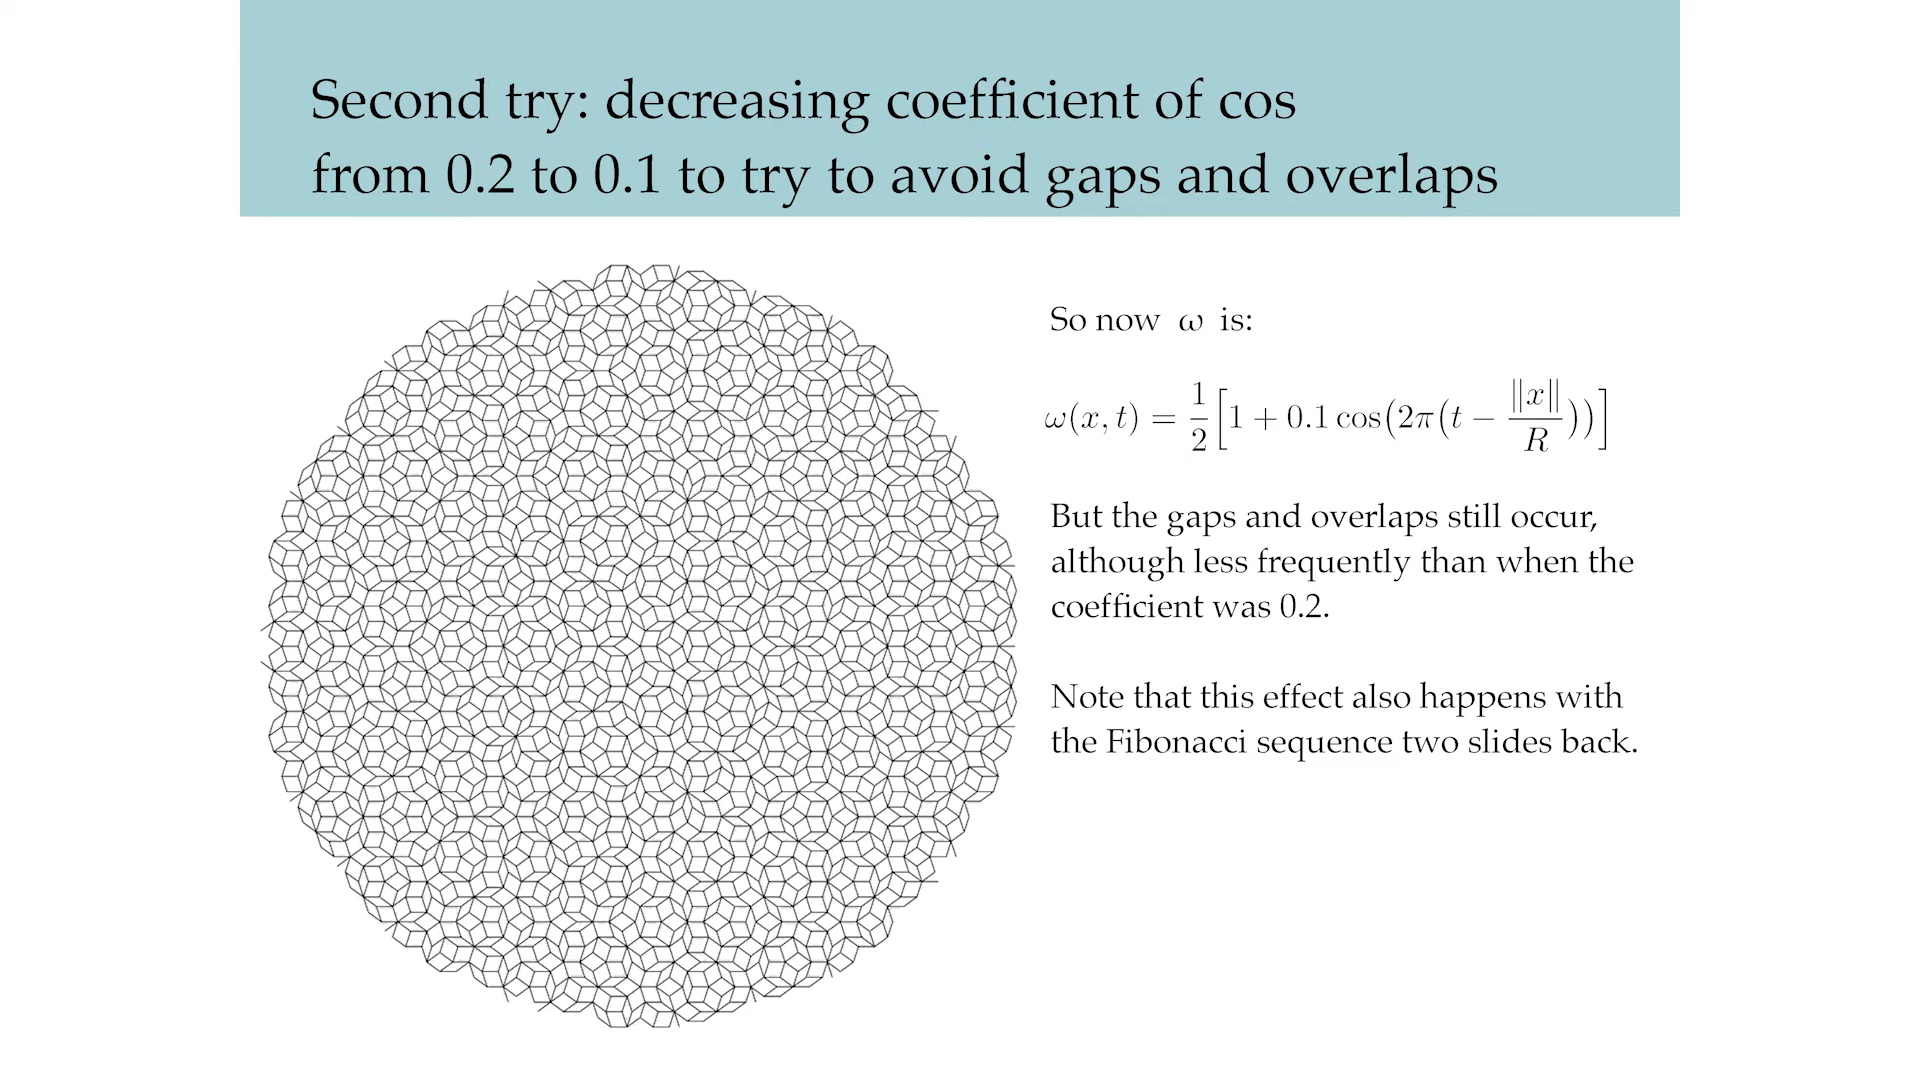 Second try: decreasing coefficient of cos
from 0.2 to 0.1 to try to avoid gaps and overlaps
So now ω is:
ω(x, t) = 1/2 [1 + 0.1 cos(2π(t − ‖x‖/R))]
But the gaps and overlaps still occur,
although less frequently than when the
coefficient was 0.2.
Note that this effect also happens with
the Fibonacci sequence two slides back.